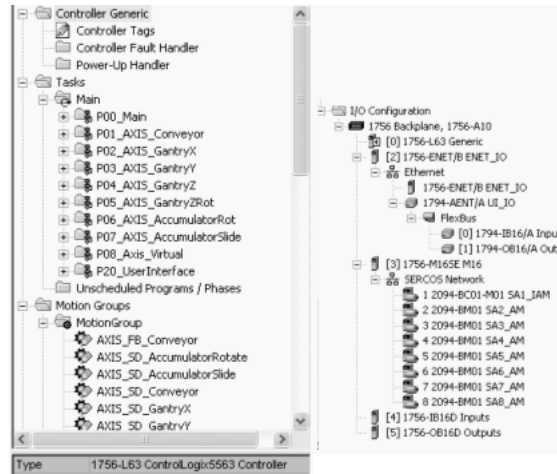 Controller Generic
Controller Tags
Controller Fault Handler
Power-Up Handler
Tasks
Main
P00_Main
P01_AXIS_Conveyor
P02_AXIS_GantryX
P03_AXIS_GantryY
P04_AXIS_GantryZ
P05_AXIS_GantryZRot
P06_AXIS_AccumulatorRot
P07_AXIS_AccumulatorSlide
P08_Axis_Virtual
P20_UserInterface
Unscheduled Programs / Phases
Motion Groups
MotionGroup
AXIS_FB_Conveyor
AXIS_SD_AccumulatorRotate
AXIS_SD_AccumulatorSlide
AXIS_SD_Conveyor
AXIS_SD_GantryX
AXIS_SD_GantryY
Type 1756-L63 ControlLogix5563 Controller
I/O Configuration
1756 Backplane, 1756-A10
[0] 1756-L63 Generic
[2] 1756-ENET/B ENET_IO
Ethernet
1756-ENET/B ENET_IO
1794-AENT/A UI_IO
FlexBus
[0] 1794-IB16/A Inpu
[1] 1794-OB16/A Out
[3] 1756-M16SE M16
SERCOS Network
1 2094-BC01-M01 SA1_IAM
2 2094-BM01 SA2_AM
3 2094-BM01 SA3_AM
4 2094-BM01 SA4_AM
5 2094-BM01 SA5_AM
6 2094-BM01 SA6_AM
7 2094-BM01 SA7_AM
8 2094-BM01 SA8_AM
[4] 1756-IB16D Inputs
[5] 1756-OB16D Outputs